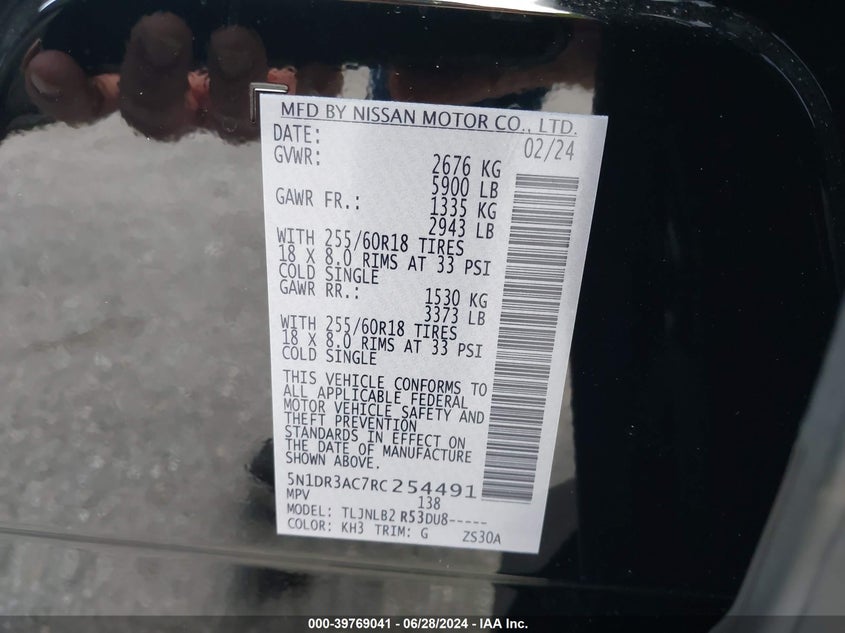 MFD BY NISSAN MOTOR CO., LTD.
DATE: 02/24
GVWR: 2676 KG
5900 LB
GAWR FR.: 1335 KG
2943 LB
WITH 255/60R18 TIRES
18 X 8.0 RIMS AT 33 PSI
COLD SINGLE
GAWR RR.: 1530 KG
3373 LB
WITH 255/60R18 TIRES
18 X 8.0 RIMS AT 33 PSI
COLD SINGLE
THIS VEHICLE CONFORMS TO
ALL APPLICABLE FEDERAL
MOTOR VEHICLE SAFETY AND
THEFT PREVENTION
STANDARDS IN EFFECT ON
THE DATE OF MANUFACTURE
SHOWN ABOVE.
5N1DR3AC7RC254491
MPV 138
MODEL: TLJNLB2 R53DU8-----
COLOR: KH3 TRIM: G ZS30A
000-39769041 - 06/28/2024 - IAA Inc.